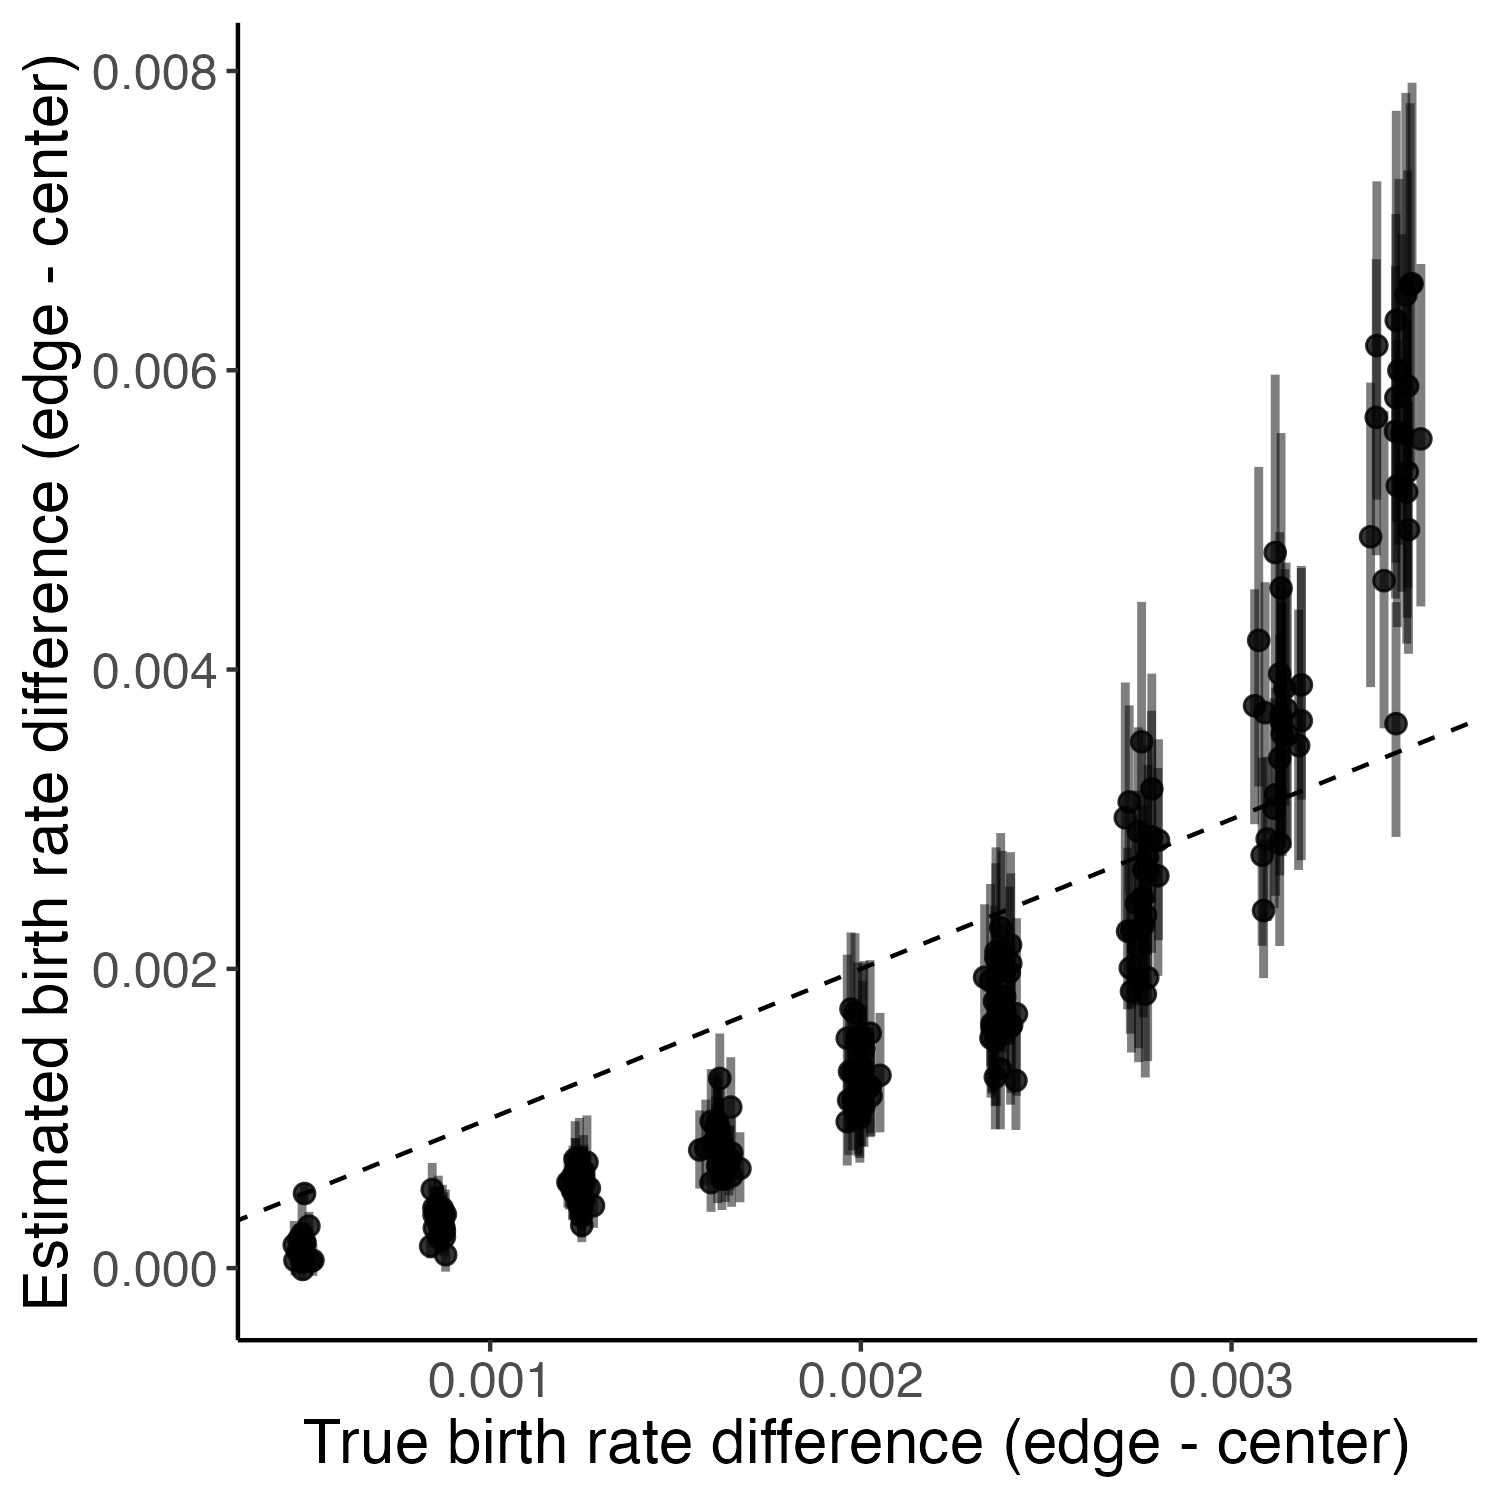 Estimated birth rate difference (edge - center)
0.008
0.006
0.004
0.002
0.000
0.001 0.002 0.003
True birth rate difference (edge - center)